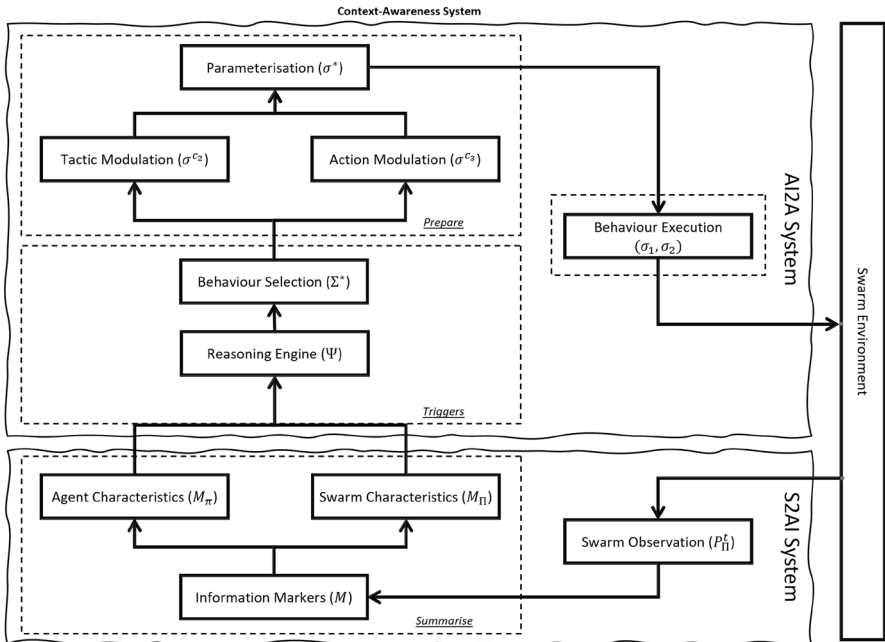 Context-Awareness System
Parameterisation (σ*)
Tactic Modulation (σ^{c₂})
Action Modulation (σ^{c₃})
Prepare
Behaviour Execution
(σ₁, σ₂)
AI2A System
Behaviour Selection (Σ*)
Reasoning Engine (Ψ)
Triggers
Swarm Environment
Agent Characteristics (M_π)
Swarm Characteristics (M_Π)
Swarm Observation (P_Π^t)
S2AI System
Information Markers (M)
Summarise